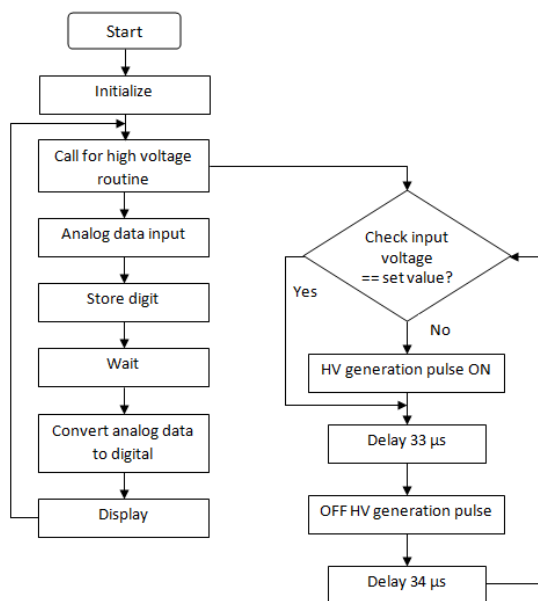 Start
Initialize
Call for high voltage
routine
Analog data input
Store digit
Wait
Convert analog data
to digital
Display
Check input
voltage
== set value?
Yes
No
HV generation pulse ON
Delay 33 µs
OFF HV generation pulse
Delay 34 µs